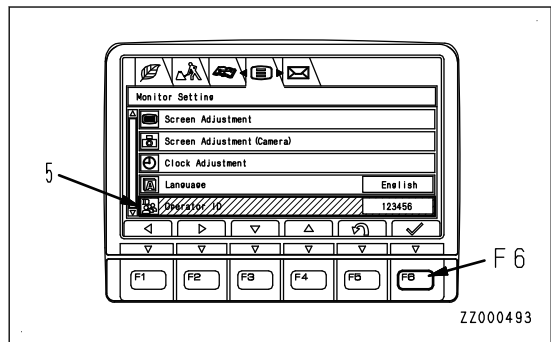 Monitor Setting
Screen Adjustment
Screen Adjustment(Camera)
Clock Adjustment
A Language English
5
ID Operator ID 123456
F1 F2 F3 F4 F5 F6
F6
ZZ000493